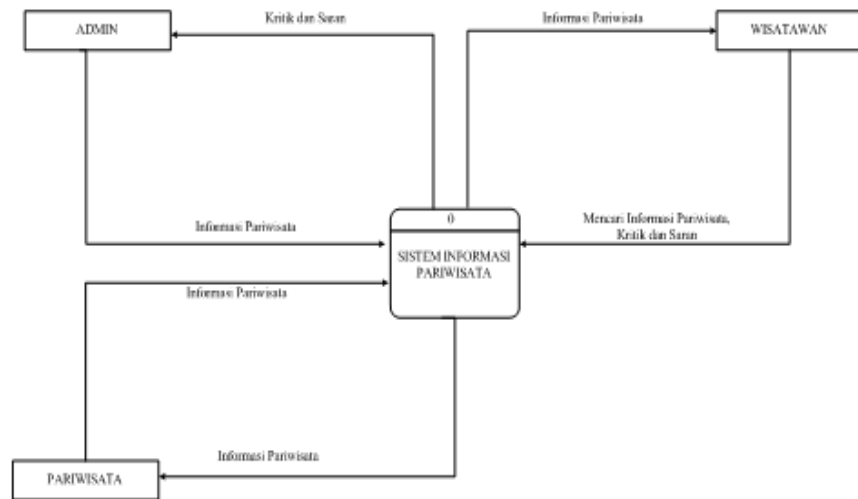 Kritik dan Saran
Informasi Pariwisata
ADMIN
WISATAWAN
Informasi Pariwisata
0
Mencari Informasi Pariwisata,
Kritik dan Saran
SISTEM INFORMASI
PARIWISATA
Informasi Pariwisata
Informasi Pariwisata
PARIWISATA